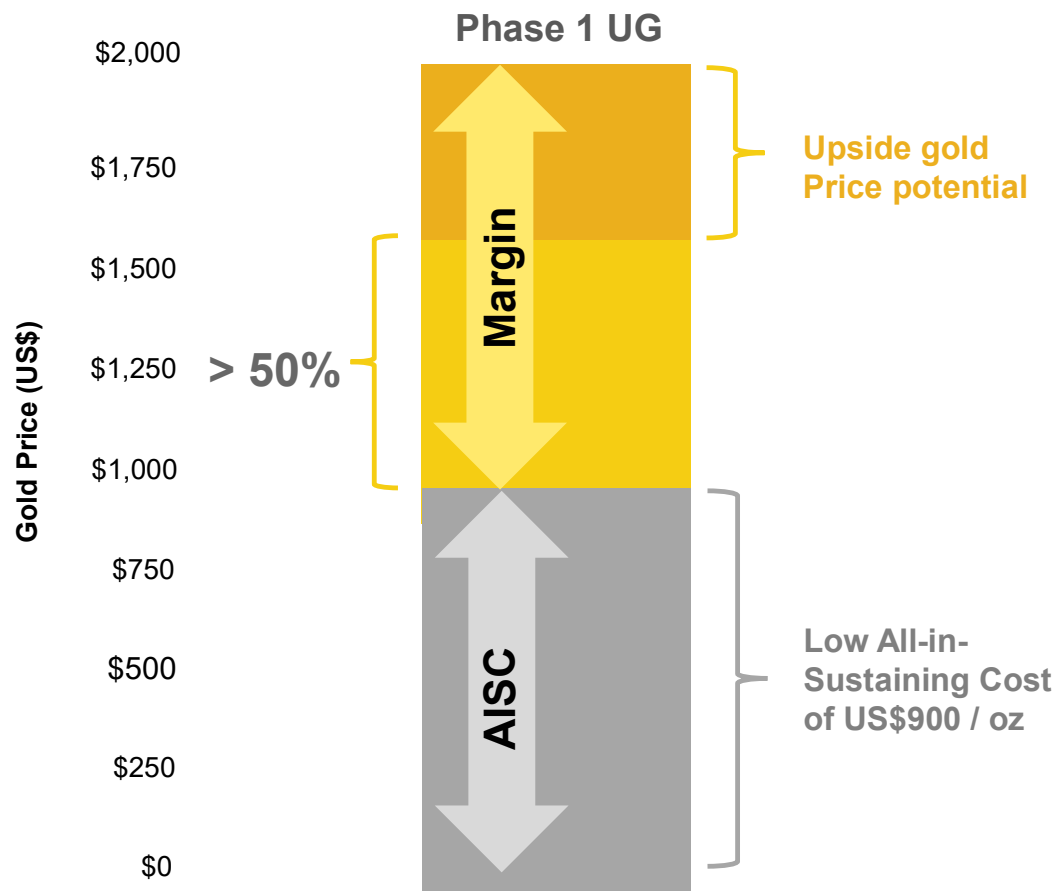 Phase 1 UG
$2,000
$1,750
$1,500
$1,250
$1,000
$750
$500
$250
$0
Gold Price (US$)
> 50%
Margin
AISC
Upside gold
Price potential
Low All-in-
Sustaining Cost
of US$900 / oz